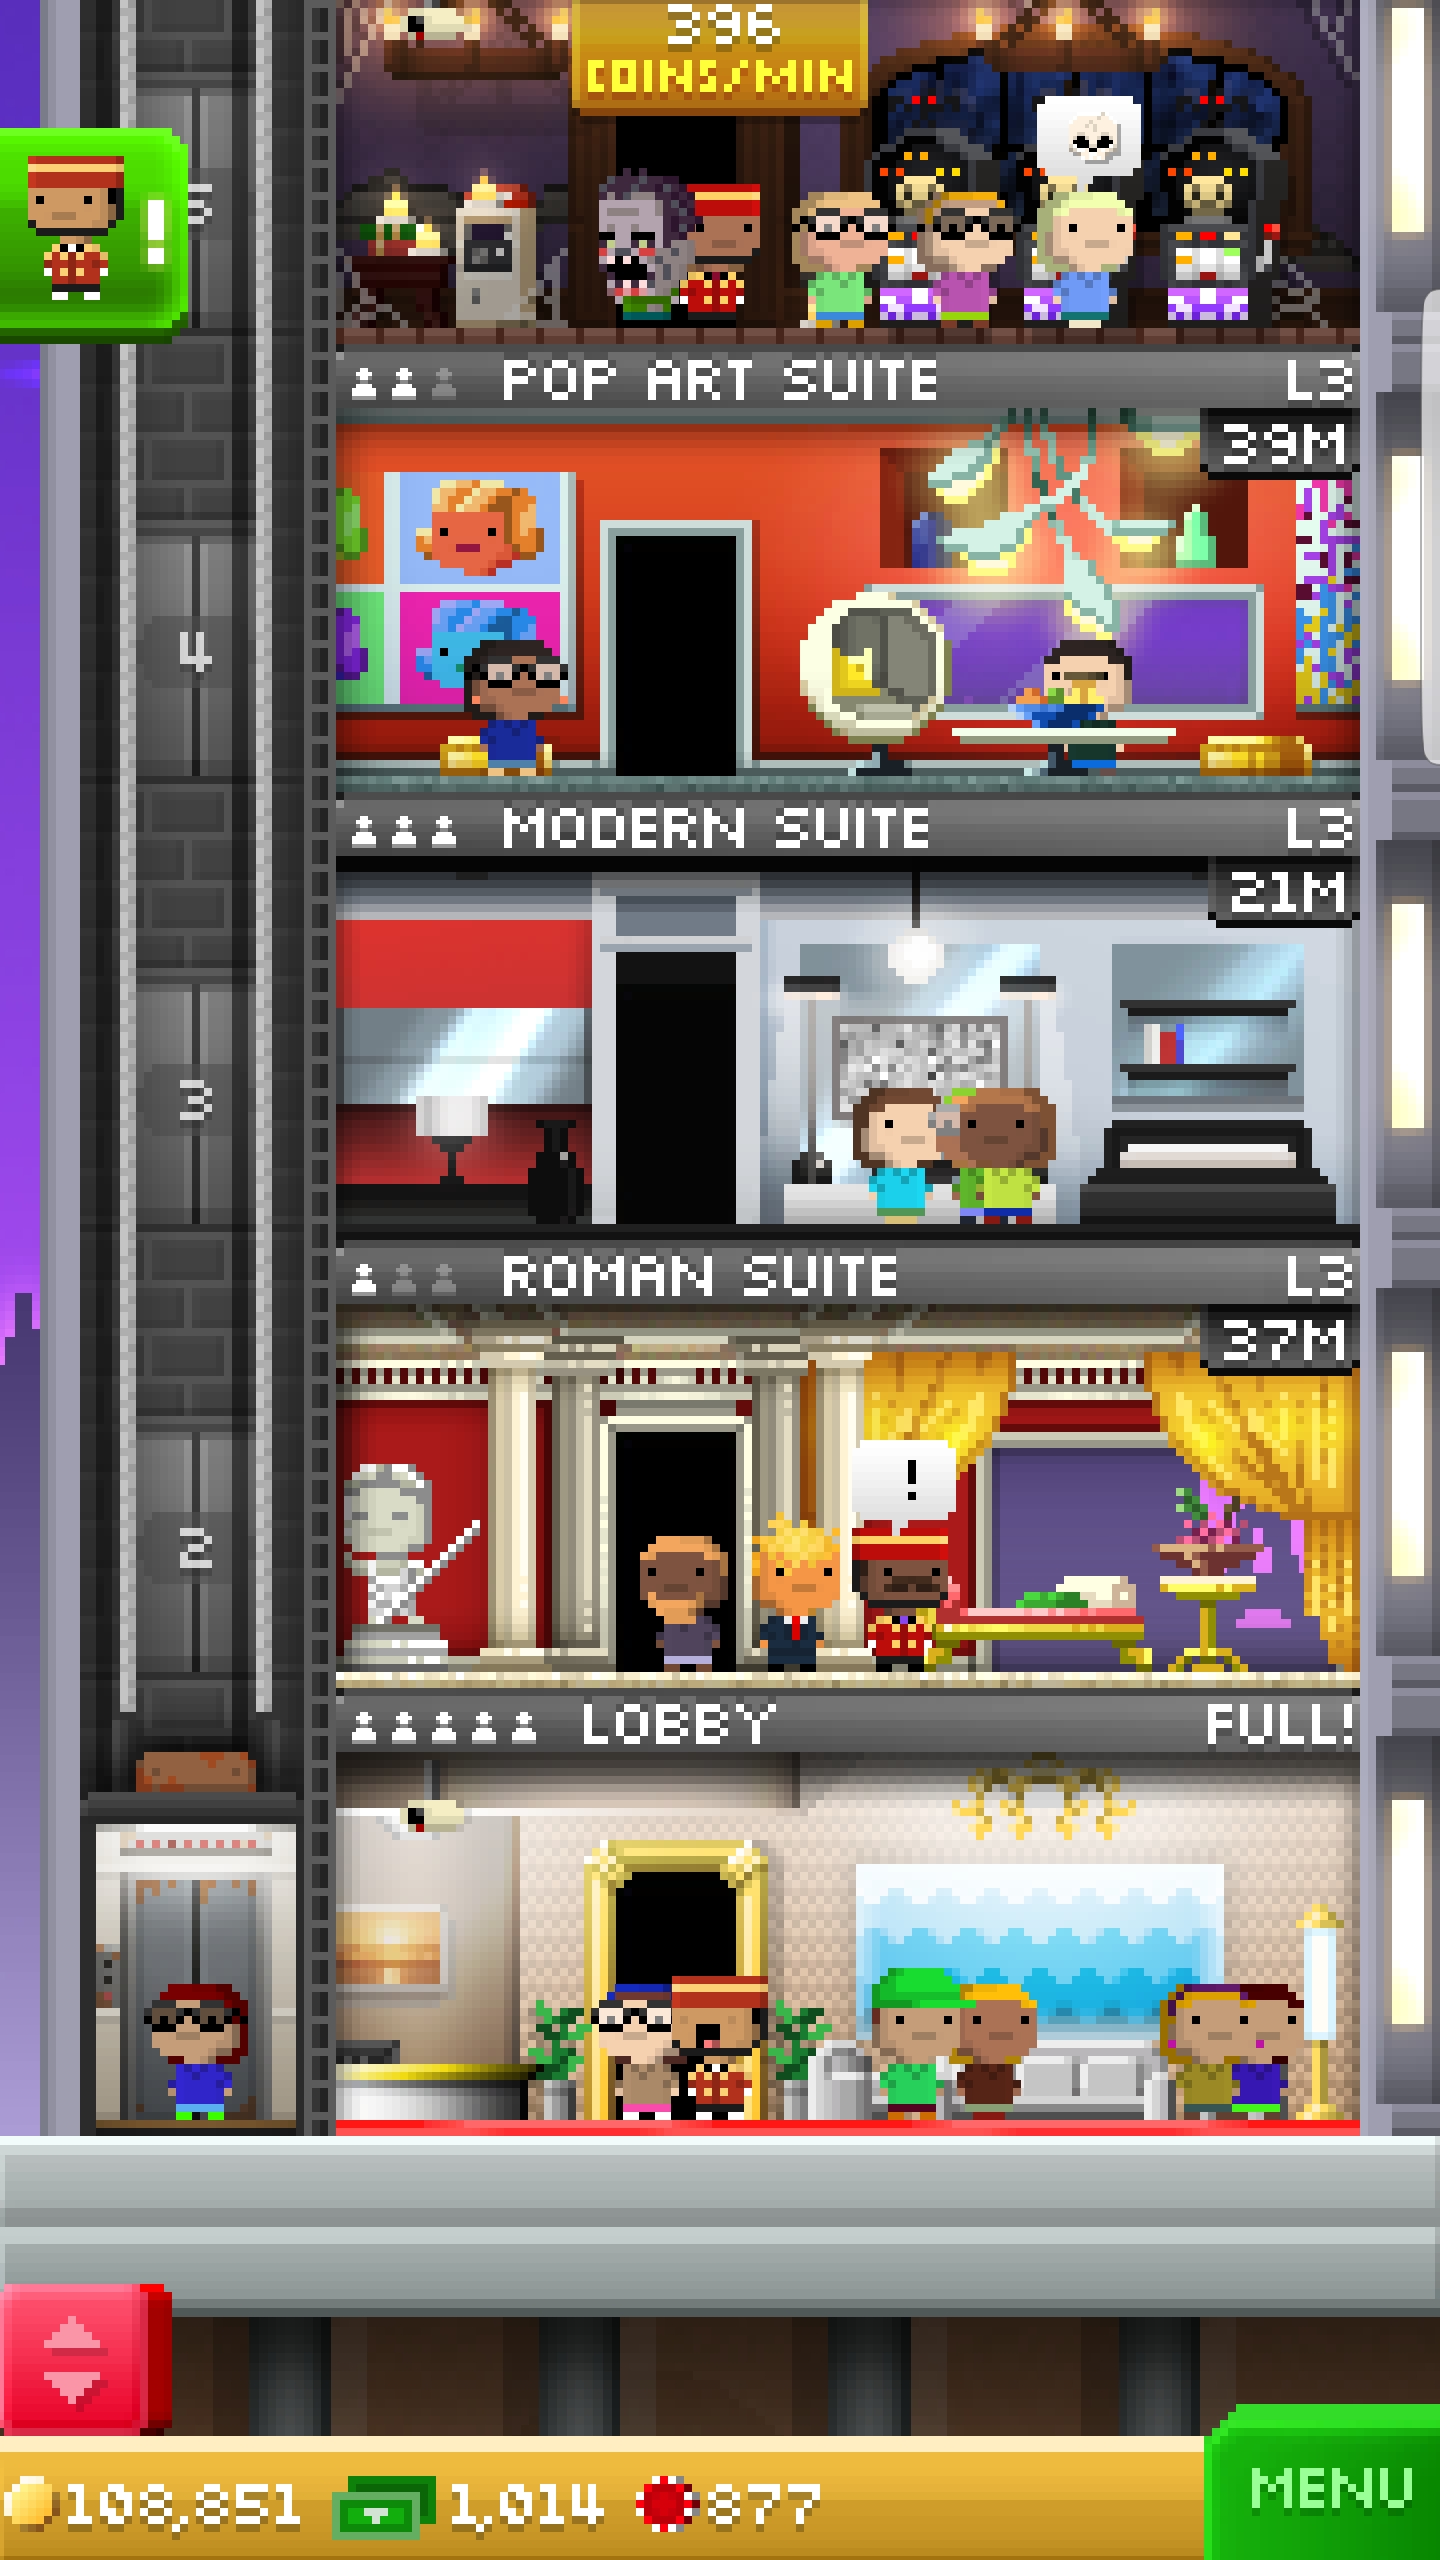 396
COINS/MIN
!
5
POP ART SUITE L3
39M
4
MODERN SUITE L3
21M
3
ROMAN SUITE L3
37M
!
2
LOBBY FULL!
108,851 1,014 877
MENU